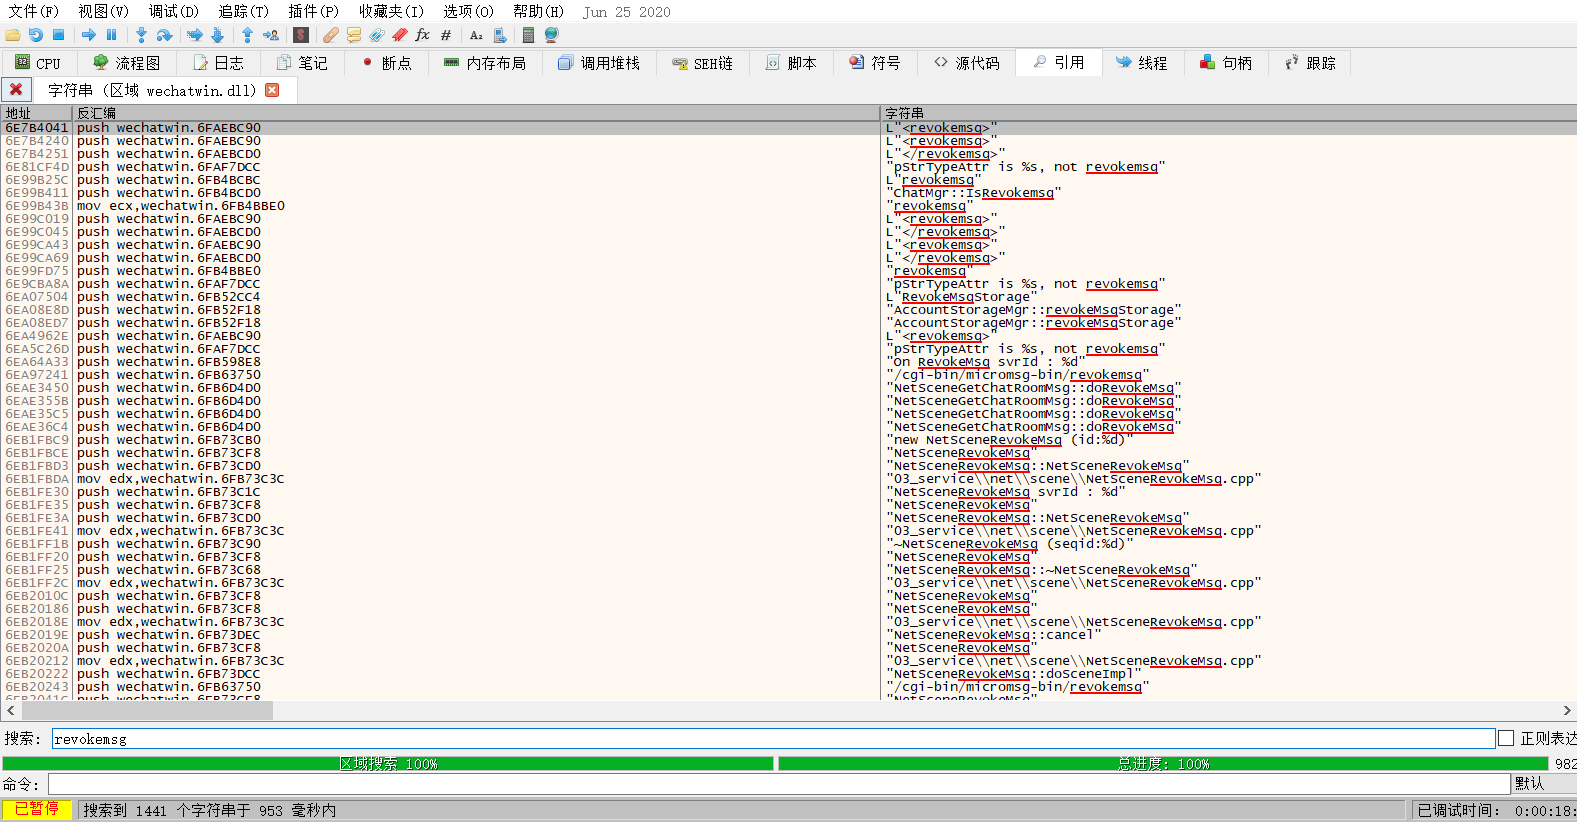 文件(F) 视图(V) 调试(D) 追踪(T) 插件(P) 收藏夹(I) 选项(O) 帮助(H) Jun 25 2020
CPU 流程图 日志 笔记 断点 内存布局 调用堆栈 SEH链 脚本 符号 源代码 引用 线程 句柄 跟踪
字符串 (区域 wechatwin.dll)
地址 反汇编 字符串
6E7B4041 push wechatwin.6FAEBC90 L"<revokemsg>"
6E7B4240 push wechatwin.6FAEBC90 L"<revokemsg>"
6E7B4251 push wechatwin.6FAEBCD0 L"</revokemsg>"
6E81CF4D push wechatwin.6FAF7DCC "pStrTypeAttr is %s, not revokemsg"
6E99B25C push wechatwin.6FB4BCBC L"revokemsg"
6E99B411 push wechatwin.6FB4BCD0 "ChatMgr::IsRevokemsg"
6E99B43B mov ecx,wechatwin.6FB4BBE0 "revokemsg"
6E99C019 push wechatwin.6FAEBC90 L"<revokemsg>"
6E99C045 push wechatwin.6FAEBCD0 L"</revokemsg>"
6E99CA43 push wechatwin.6FAEBC90 L"<revokemsg>"
6E99CA69 push wechatwin.6FAEBCD0 L"</revokemsg>"
6E99FD75 push wechatwin.6FB4BBE0 "revokemsg"
6E9CBA8A push wechatwin.6FAF7DCC "pStrTypeAttr is %s, not revokemsg"
6EA07504 push wechatwin.6FB52CC4 L"RevokeMsgStorage"
6EA08E8D push wechatwin.6FB52F18 "AccountStorageMgr::revokeMsgStorage"
6EA08ED7 push wechatwin.6FB52F18 "AccountStorageMgr::revokeMsgStorage"
6EA4962E push wechatwin.6FAEBC90 L"<revokemsg>"
6EA5C26D push wechatwin.6FAF7DCC "pStrTypeAttr is %s, not revokemsg"
6EA64A33 push wechatwin.6FB598E8 "On RevokeMsg svrId : %d"
6EA97241 push wechatwin.6FB63750 "/cgi-bin/micromsg-bin/revokemsg"
6EAE3450 push wechatwin.6FB6D4D0 "NetSceneGetChatRoomMsg::doRevokeMsg"
6EAE355B push wechatwin.6FB6D4D0 "NetSceneGetChatRoomMsg::doRevokeMsg"
6EAE35C5 push wechatwin.6FB6D4D0 "NetSceneGetChatRoomMsg::doRevokeMsg"
6EAE36C4 push wechatwin.6FB6D4D0 "NetSceneGetChatRoomMsg::doRevokeMsg"
6EB1FBC9 push wechatwin.6FB73CB0 "new NetSceneRevokeMsg (id:%d)"
6EB1FBCE push wechatwin.6FB73CF8 "NetSceneRevokeMsg"
6EB1FBD3 push wechatwin.6FB73CD0 "NetSceneRevokeMsg::NetSceneRevokeMsg"
6EB1FBDA mov edx,wechatwin.6FB73C3C "03_service\\net\\scene\\NetSceneRevokeMsg.cpp"
6EB1FE30 push wechatwin.6FB73C1C "NetSceneRevokeMsg svrId : %d"
6EB1FE35 push wechatwin.6FB73CF8 "NetSceneRevokeMsg"
6EB1FE3A push wechatwin.6FB73CD0 "NetSceneRevokeMsg::NetSceneRevokeMsg"
6EB1FE41 mov edx,wechatwin.6FB73C3C "03_service\\net\\scene\\NetSceneRevokeMsg.cpp"
6EB1FF1B push wechatwin.6FB73C90 "~NetSceneRevokeMsg (seqid:%d)"
6EB1FF20 push wechatwin.6FB73CF8 "NetSceneRevokeMsg"
6EB1FF25 push wechatwin.6FB73C68 "NetSceneRevokeMsg::~NetSceneRevokeMsg"
6EB1FF2C mov edx,wechatwin.6FB73C3C "03_service\\net\\scene\\NetSceneRevokeMsg.cpp"
6EB2010C push wechatwin.6FB73CF8 "NetSceneRevokeMsg"
6EB20186 push wechatwin.6FB73CF8 "NetSceneRevokeMsg"
6EB2018E mov edx,wechatwin.6FB73C3C "03_service\\net\\scene\\NetSceneRevokeMsg.cpp"
6EB2019E push wechatwin.6FB73DEC "NetSceneRevokeMsg::cancel"
6EB2020A push wechatwin.6FB73CF8 "NetSceneRevokeMsg"
6EB20212 mov edx,wechatwin.6FB73C3C "03_service\\net\\scene\\NetSceneRevokeMsg.cpp"
6EB20222 push wechatwin.6FB73DCC "NetSceneRevokeMsg::doSceneImpl"
6EB20243 push wechatwin.6FB63750 "/cgi-bin/micromsg-bin/revokemsg"
6EB2041C push wechatwin.6FB73CF8 "NetSceneRevokeMsg"
搜索: revokemsg 正则表达
区域搜索 100% 总进度: 100% 982
命令: 默认
已暂停 搜索到 1441 个字符串于 953 毫秒内 已调试时间: 0:00:18: